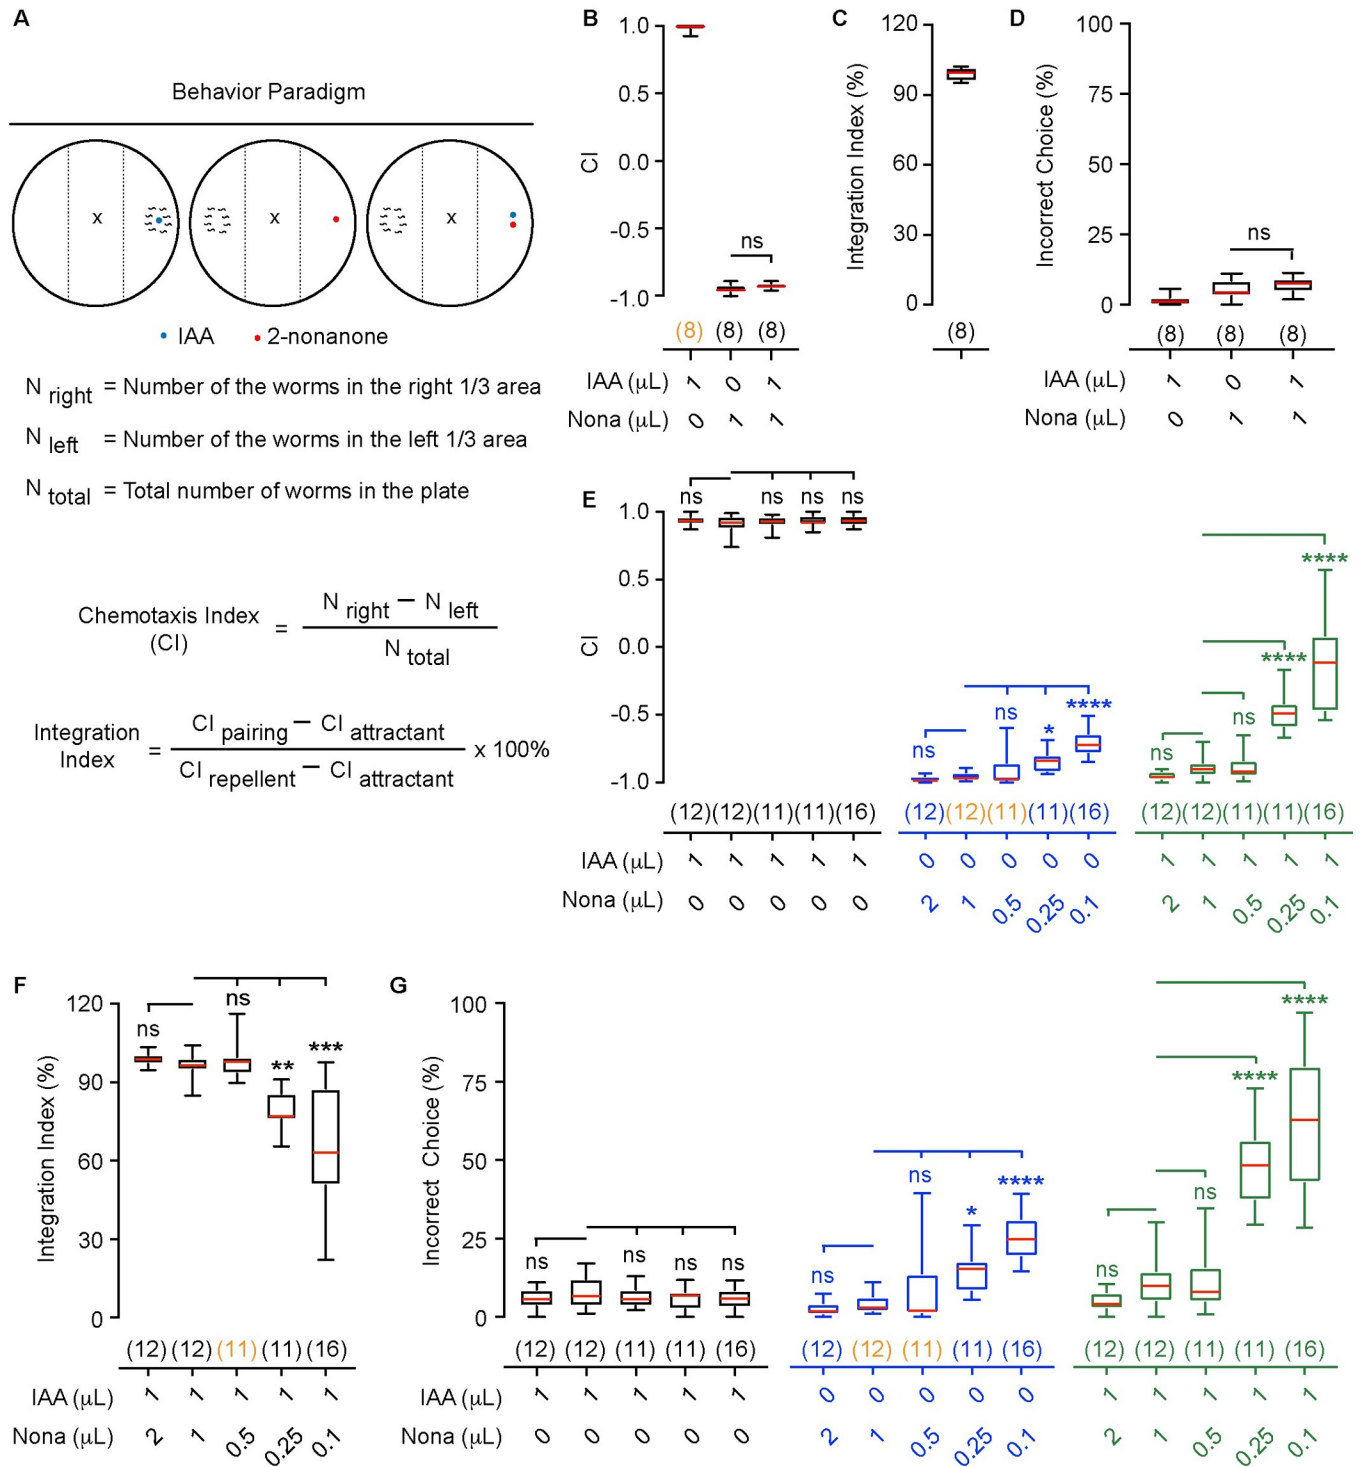 A
Behavior Paradigm
x x x
IAA 2-nonanone
N right = Number of the worms in the right 1/3 area
N left = Number of the worms in the left 1/3 area
N total = Total number of worms in the plate
Chemotaxis Index (CI) = N right − N left / N total
Integration Index = CI pairing − CI attractant / CI repellent − CI attractant x 100%
B
CI
1.0
0.5
0.0
-0.5
-1.0
ns
(8) (8) (8)
IAA (μL) 1 0 1
Nona (μL) 0 1 1
C
Integration Index (%)
120
90
60
30
0
(8)
D
Incorrect Choice (%)
100
75
50
25
0
ns
(8) (8) (8)
IAA (μL) 1 0 1
Nona (μL) 0 1 1
E
CI
1.0
0.5
0.0
-0.5
-1.0
ns ns ns ns
ns ns * ****
ns ns **** ****
(12) (12) (11) (11) (16) (12) (12) (11) (11) (16) (12) (12) (11) (11) (16)
IAA (μL) 1 1 1 1 1 0 0 0 0 0 1 1 1 1 1
Nona (μL) 0 0 0 0 0 2 1 0.5 0.25 0.1 2 1 0.5 0.25 0.1
F
Integration Index (%)
120
90
60
30
0
ns ns ** ***
(12) (12) (11) (11) (16)
IAA (μL) 1 1 1 1 1
Nona (μL) 2 1 0.5 0.25 0.1
G
Incorrect Choice (%)
100
75
50
25
0
ns ns ns ns
ns ns * ****
ns ns **** ****
(12) (12) (11) (11) (16) (12) (12) (11) (11) (16) (12) (12) (11) (11) (16)
IAA (μL) 1 1 1 1 1 0 0 0 0 0 1 1 1 1 1
Nona (μL) 0 0 0 0 0 2 1 0.5 0.25 0.1 2 1 0.5 0.25 0.1